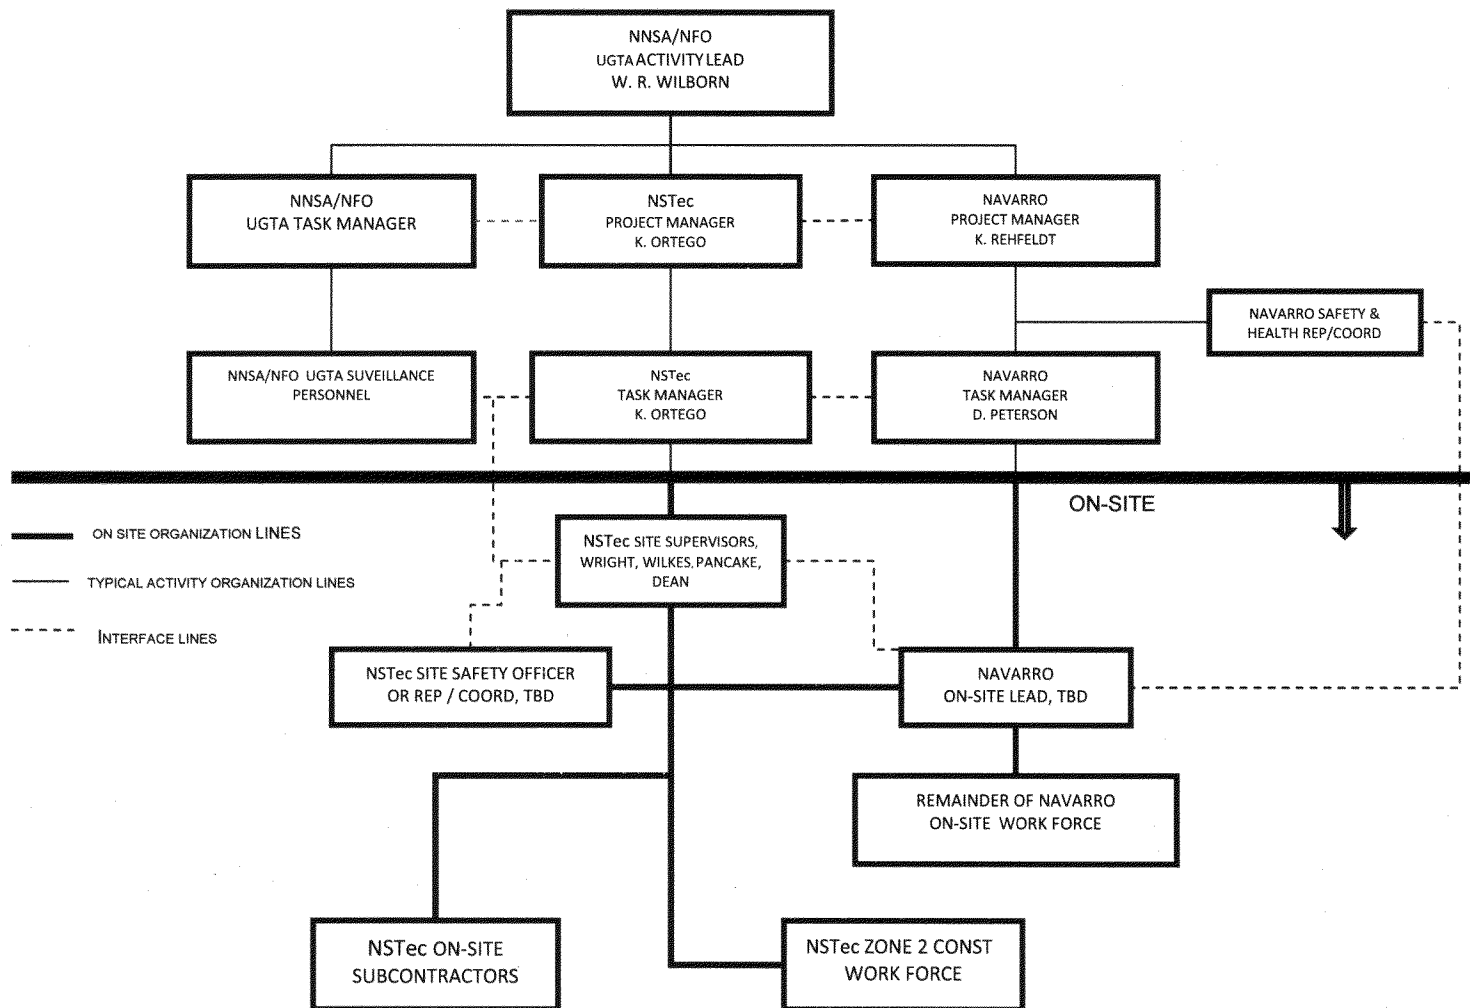 NNSA/NFO
UGTA ACTIVITY LEAD
W. R. WILBORN
NNSA/NFO
UGTA TASK MANAGER
NSTec
PROJECT MANAGER
K. ORTEGO
NAVARRO
PROJECT MANAGER
K. REHFELDT
NAVARRO SAFETY &
HEALTH REP/COORD
NNSA/NFO UGTA SUVEILLANCE
PERSONNEL
NSTec
TASK MANAGER
K. ORTEGO
NAVARRO
TASK MANAGER
D. PETERSON
ON-SITE
ON SITE ORGANIZATION LINES
TYPICAL ACTIVITY ORGANIZATION LINES
INTERFACE LINES
NSTec SITE SUPERVISORS,
WRIGHT, WILKES, PANCAKE,
DEAN
NSTec SITE SAFETY OFFICER
OR REP / COORD, TBD
NAVARRO
ON-SITE LEAD, TBD
REMAINDER OF NAVARRO
ON-SITE WORK FORCE
NSTec ON-SITE
SUBCONTRACTORS
NSTec ZONE 2 CONST
WORK FORCE